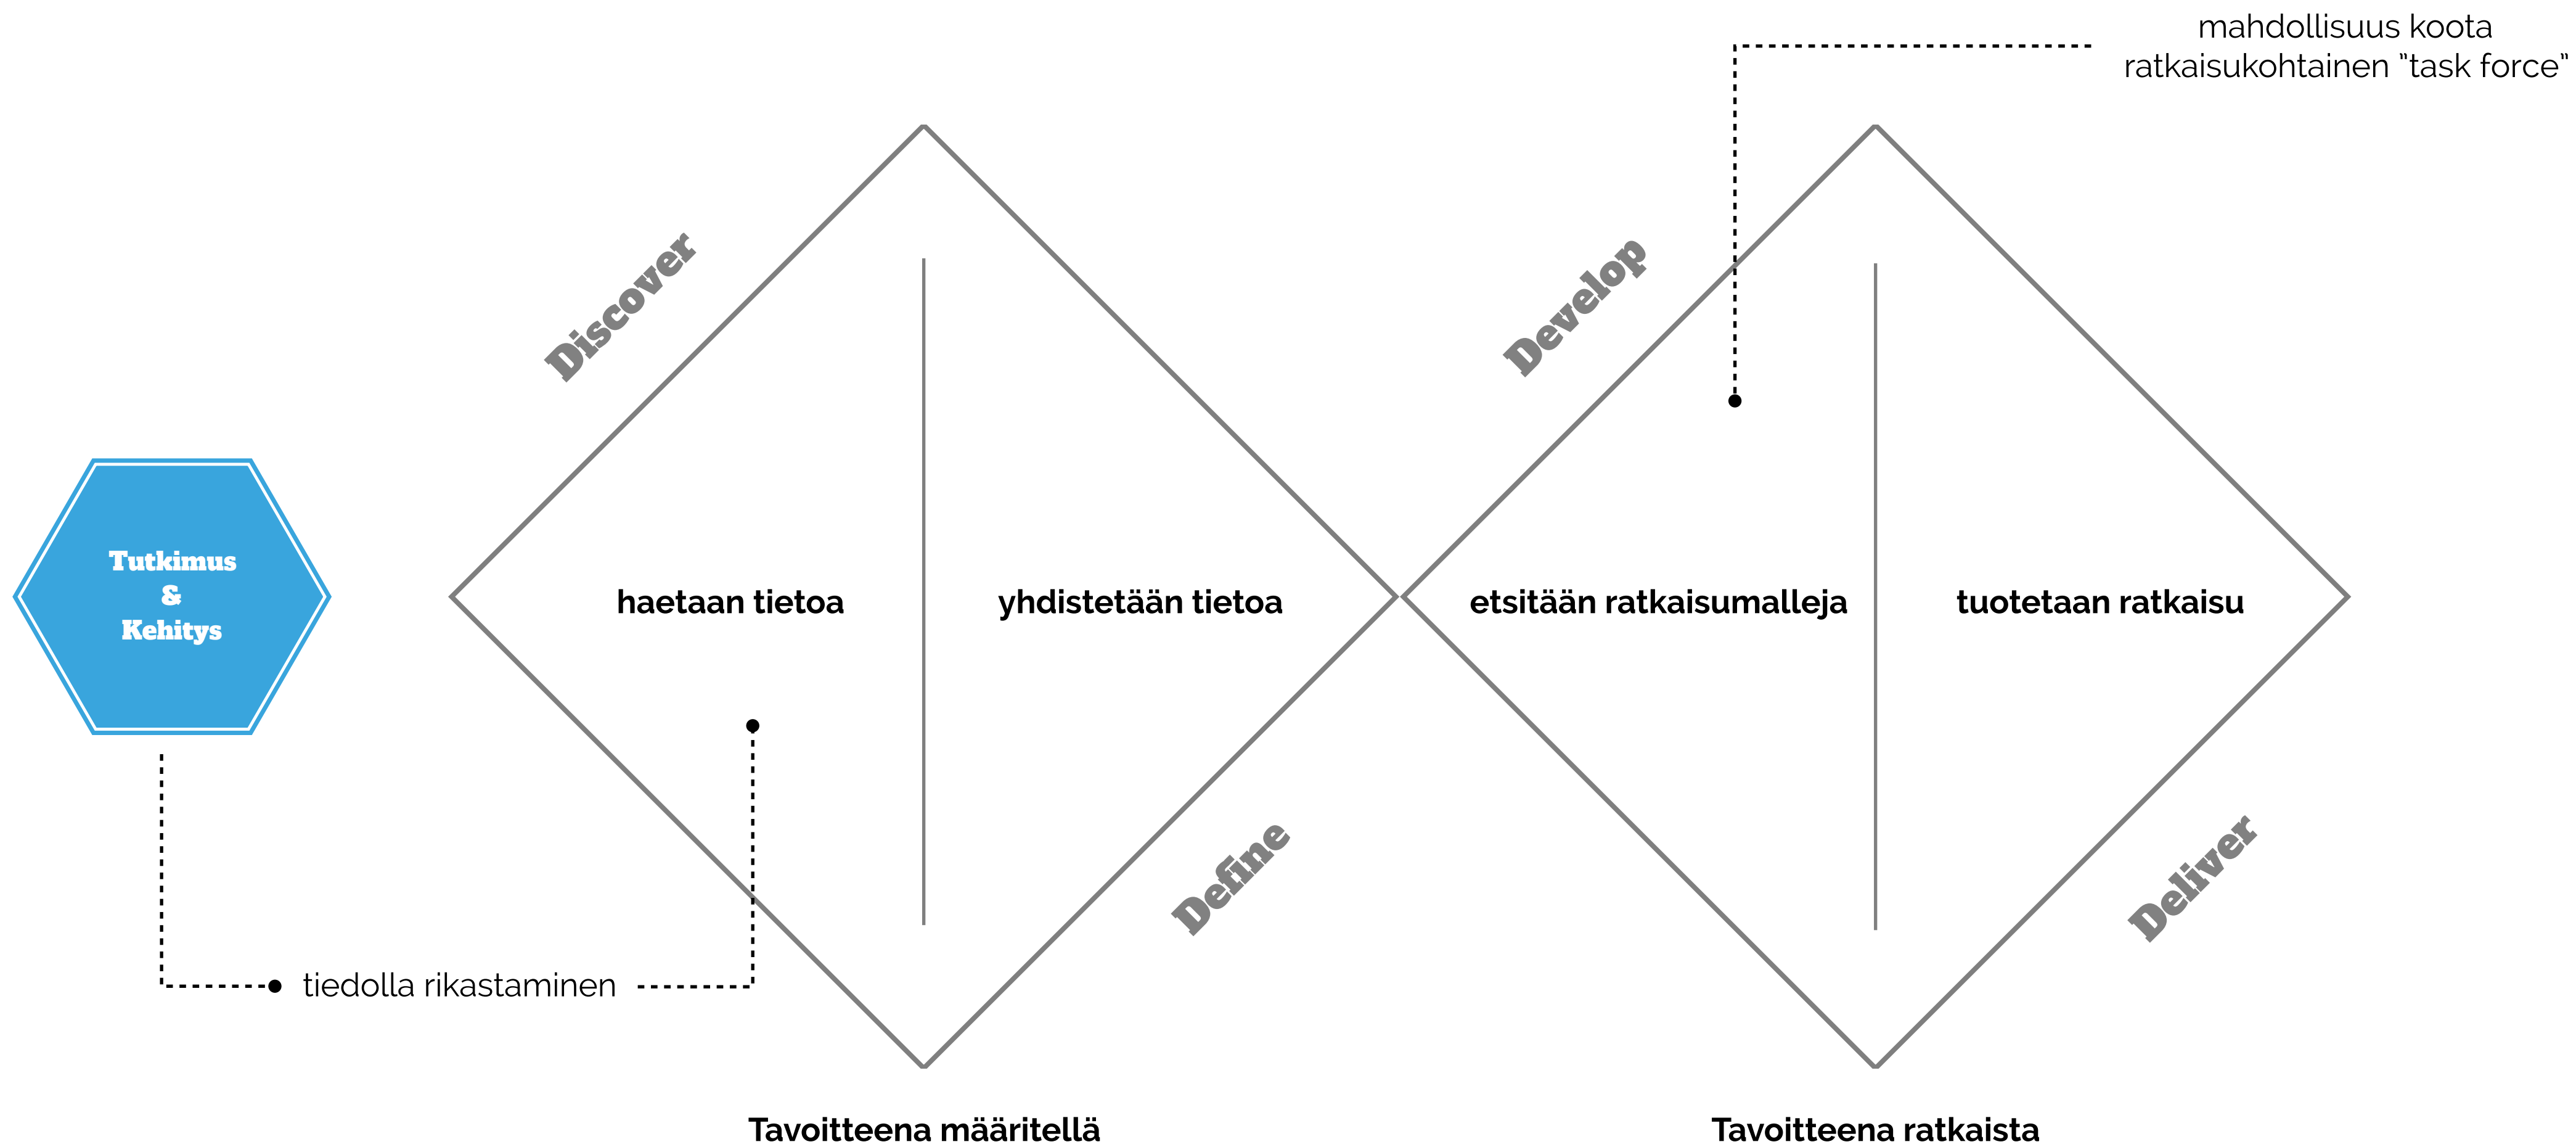 mahdollisuus koota
ratkaisukohtainen ”task force”
Discover
Develop
Tutkimus
&
Kehitys
haetaan tietoa
yhdistetään tietoa
etsitään ratkaisumalleja
tuotetaan ratkaisu
Define
Deliver
tiedolla rikastaminen
Tavoitteena määritellä
Tavoitteena ratkaista